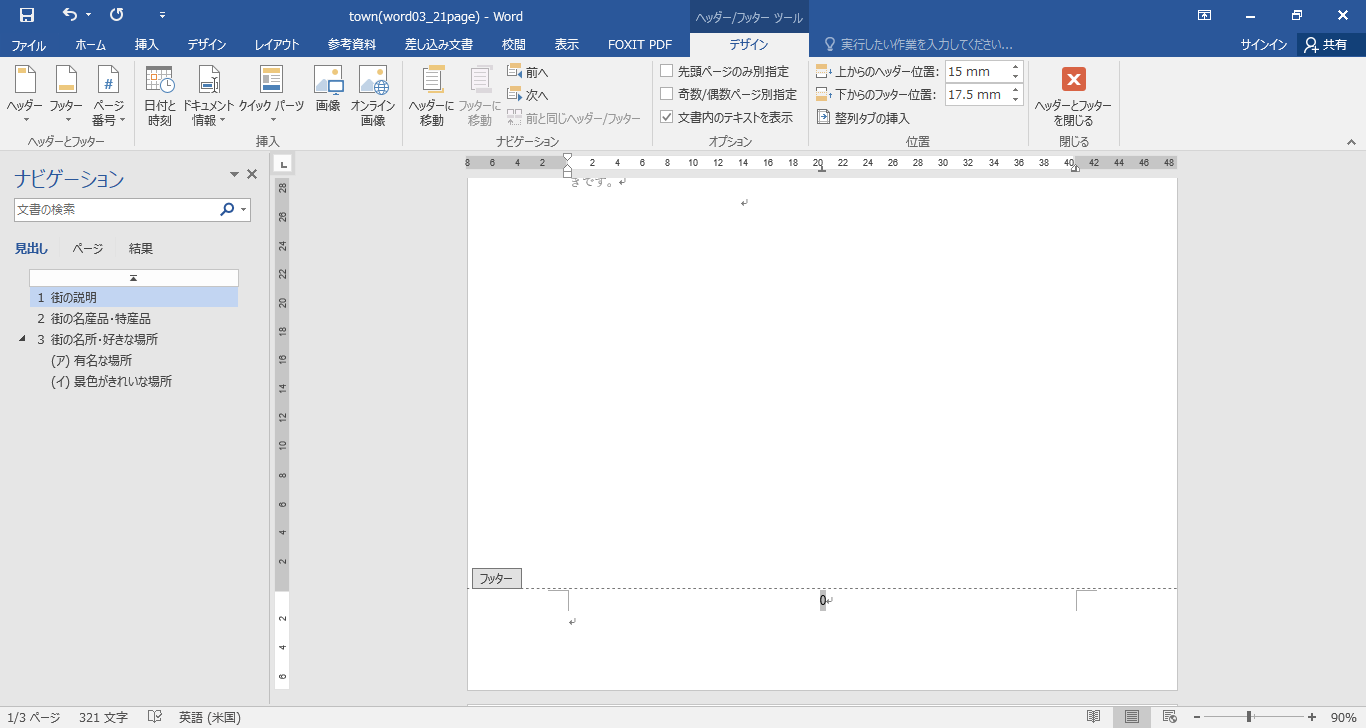 town(word03_21page) - Word
ヘッダー/フッター ツール
ファイル ホーム 挿入 デザイン レイアウト 参考資料 差し込み文書 校閲 表示 FOXIT PDF デザイン 実行したい作業を入力してください... サインイン 共有
ヘッダー フッター ページ番号
ヘッダーとフッター
日付と時刻 ドキュメント情報 クイック パーツ 画像 オンライン画像
挿入
ヘッダーに移動 フッターに移動
前へ
次へ
前と同じヘッダー/フッター
ナビゲーション
先頭ページのみ別指定
奇数/偶数ページ別指定
文書内のテキストを表示
オプション
上からのヘッダー位置: 15 mm
下からのフッター位置: 17.5 mm
整列タブの挿入
位置
ヘッダーとフッターを閉じる
閉じる
ナビゲーション
文書の検索
見出し ページ 結果
1 街の説明
2 街の名産品・特産品
3 街の名所・好きな場所
(ア) 有名な場所
(イ) 景色がきれいな場所
8 6 4 2 2 4 6 8 10 12 14 16 18 20 22 24 26 28 30 32 34 36 38 40 42 44 46 48
28
26
24
22
20
18
16
14
12
10
8
6
4
2
2
4
6
きです。
フッター
0
1/3 ページ 321 文字 英語 (米国) 90%